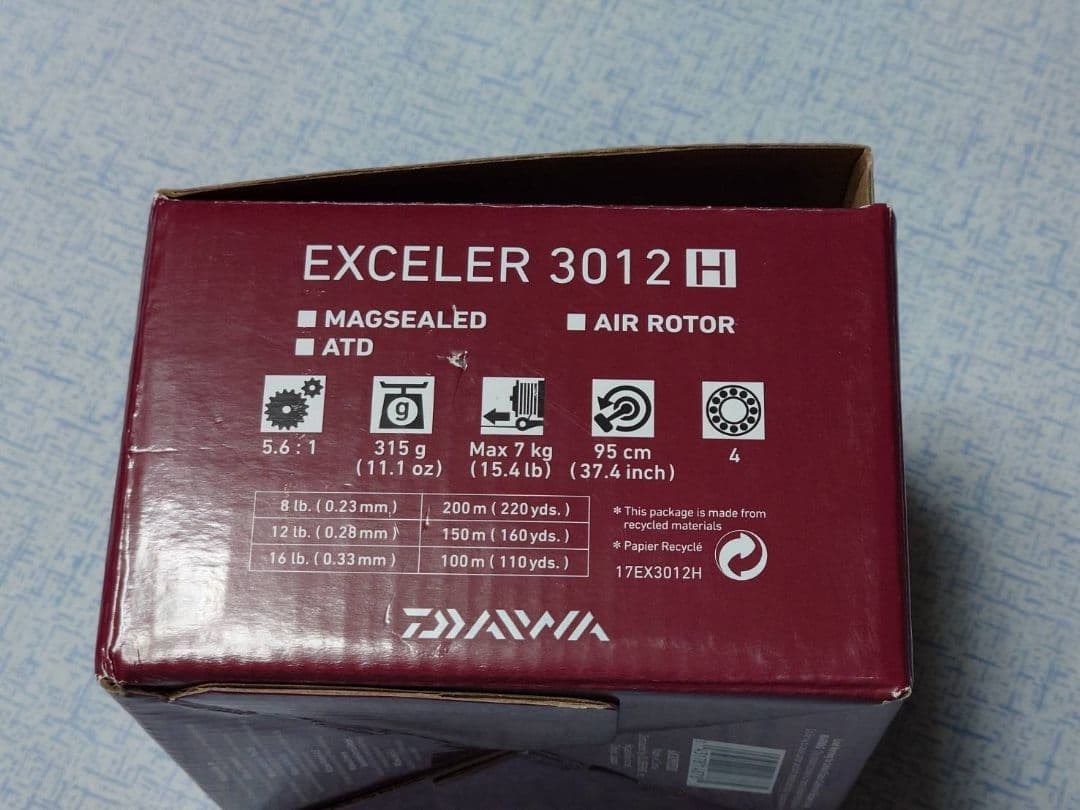 EXCELER 3012 H
MAGSEALED AIR ROTOR
ATD
g
5.6 : 1 315 g Max 7 kg 95 cm 4
(11.1 oz) (15.4 lb) (37.4 inch)
8 lb. ( 0.23 mm ) 200 m ( 220 yds. )
12 lb. ( 0.28 mm ) 150 m ( 160 yds. )
16 lb. ( 0.33 mm ) 100 m ( 110 yds. )
* This package is made from
recycled materials
* Papier Recyclé
17EX3012H
DAIWA